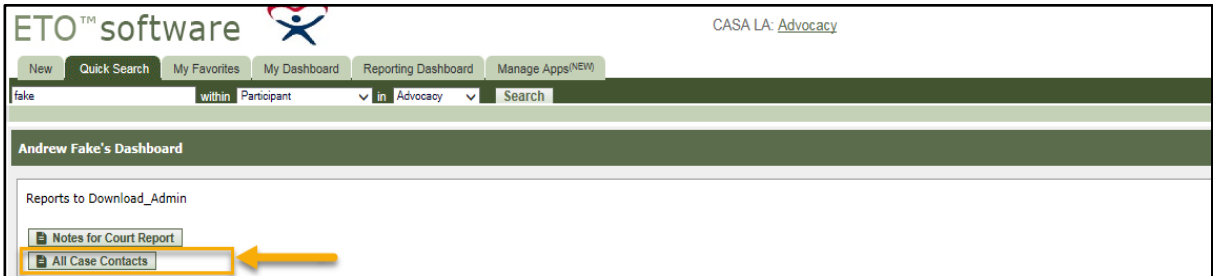 ETO™software
CASA LA: Advocacy
New Quick Search My Favorites My Dashboard Reporting Dashboard Manage Apps(NEW)
fake within Participant in Advocacy Search
Andrew Fake's Dashboard
Reports to Download_Admin
Notes for Court Report
All Case Contacts